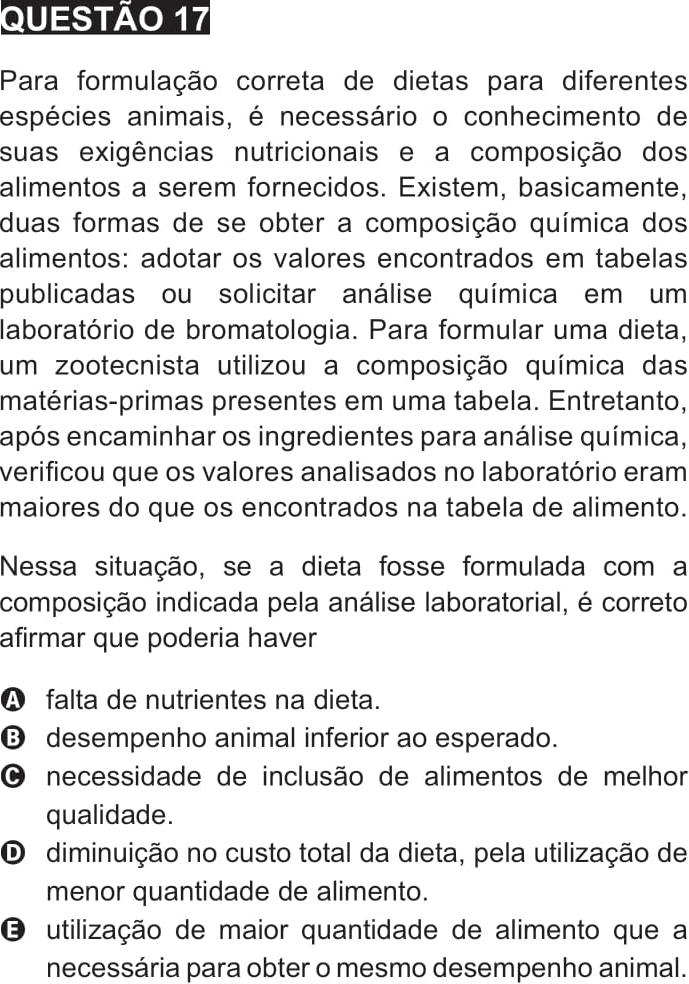 QUESTÃO 17
Para formulação correta de dietas para diferentes
espécies animais, é necessário o conhecimento de
suas exigências nutricionais e a composição dos
alimentos a serem fornecidos. Existem, basicamente,
duas formas de se obter a composição química dos
alimentos: adotar os valores encontrados em tabelas
publicadas ou solicitar análise química em um
laboratório de bromatologia. Para formular uma dieta,
um zootecnista utilizou a composição química das
matérias-primas presentes em uma tabela. Entretanto,
após encaminhar os ingredientes para análise química,
verificou que os valores analisados no laboratório eram
maiores do que os encontrados na tabela de alimento.
Nessa situação, se a dieta fosse formulada com a
composição indicada pela análise laboratorial, é correto
afirmar que poderia haver
A falta de nutrientes na dieta.
B desempenho animal inferior ao esperado.
C necessidade de inclusão de alimentos de melhor
qualidade.
D diminuição no custo total da dieta, pela utilização de
menor quantidade de alimento.
E utilização de maior quantidade de alimento que a
necessária para obter o mesmo desempenho animal.